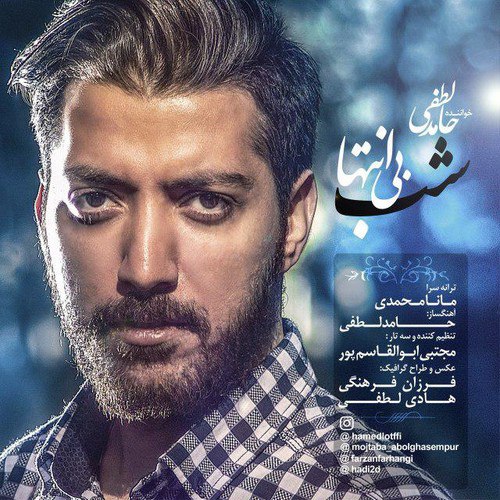 خواننده
حامد لطفی
شب
بی انتها
ترانه سرا
مانا محمدی
آهنگساز:
حامد لطفی
تنظیم کننده و سه تار:
مجتبی ابوالقاسم پور
عکس و طراح گرافیک:
فرزان فرهنگی
هادی لطفی
@hamedlotffi
@mojtaba_abolghasempur
@farzanfarhangi
@hadi2d